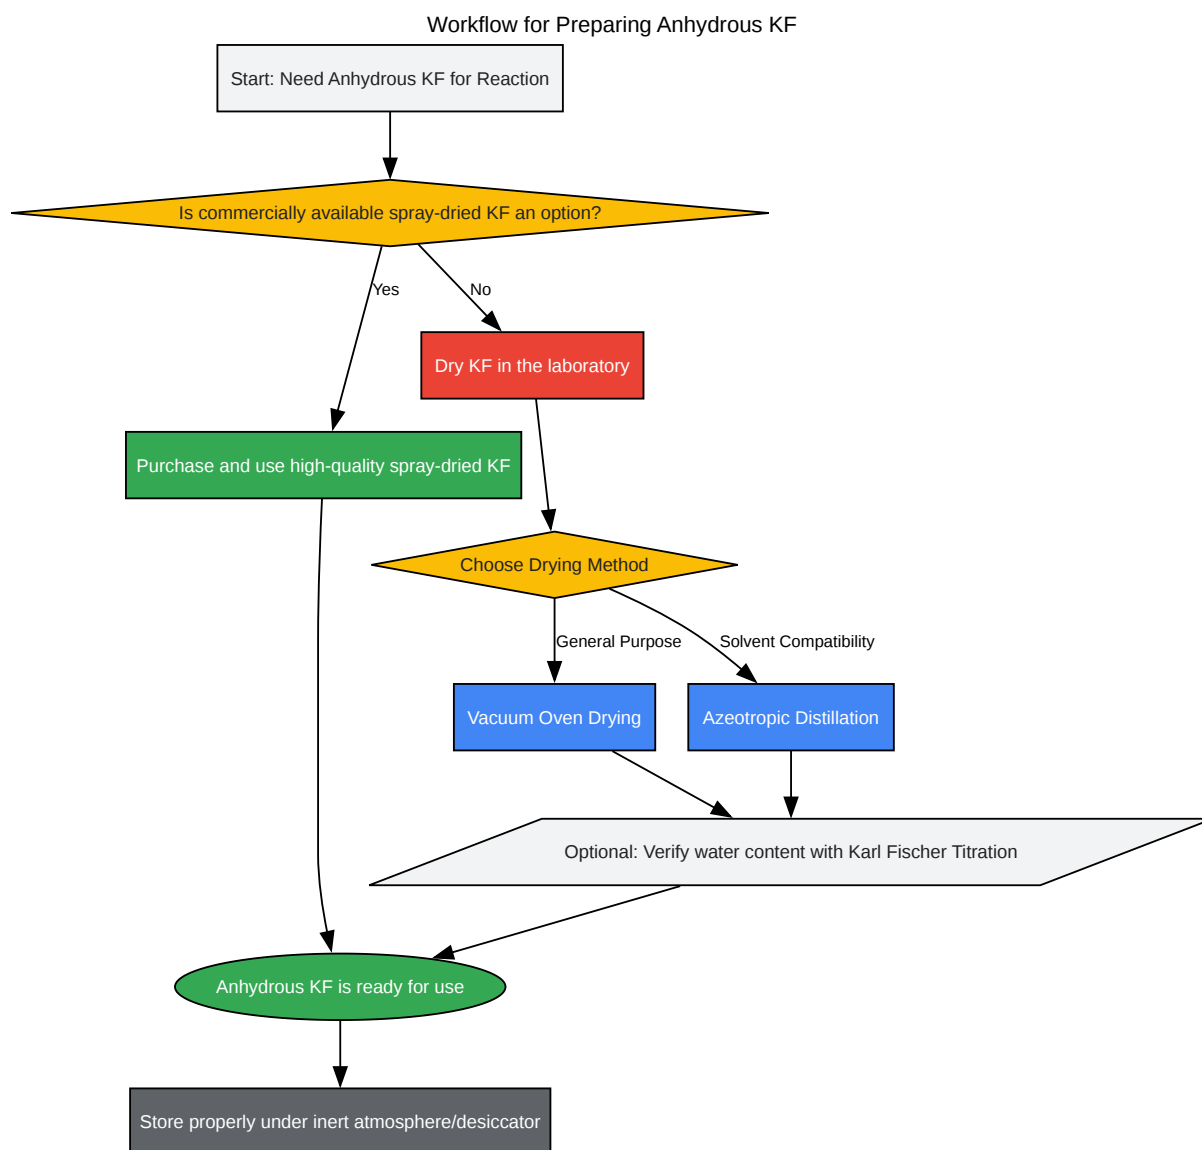 Workflow for Preparing Anhydrous KF
Start: Need Anhydrous KF for Reaction
Is commercially available spray-dried KF an option?
Yes
No
Dry KF in the laboratory
Purchase and use high-quality spray-dried KF
Choose Drying Method
General Purpose
Solvent Compatibility
Vacuum Oven Drying
Azeotropic Distillation
Optional: Verify water content with Karl Fischer Titration
Anhydrous KF is ready for use
Store properly under inert atmosphere/desiccator